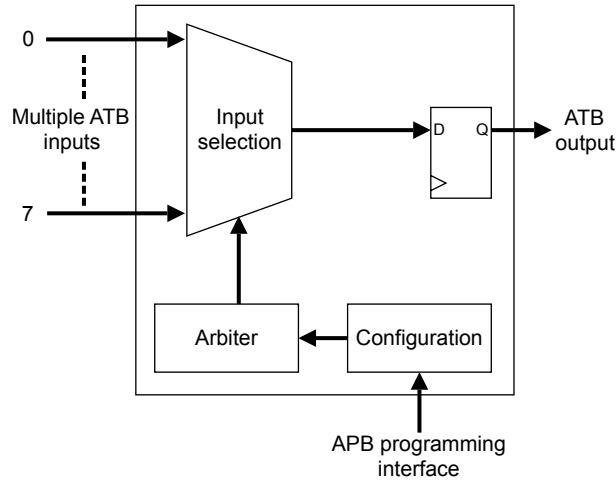 0
Multiple ATB
inputs
7
Input
selection
D
Q
ATB
output
Arbiter
Configuration
APB programming
interface